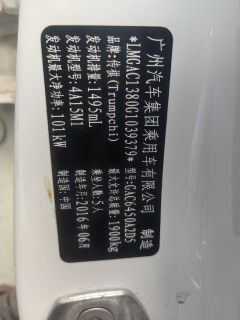 广州汽车集团乘用车有限公司 制造
*LMGAC1380G1039379*
品牌:传祺(Trumpchi) 整车型号:GAC6450A2D5
发动机排量:1495mL 最大允许总质量:1900kg
发动机型号:4A15M1 乘坐人数:5人
发动机最大净功率: 制造年月:2016年06月
101kW 制造国:中国